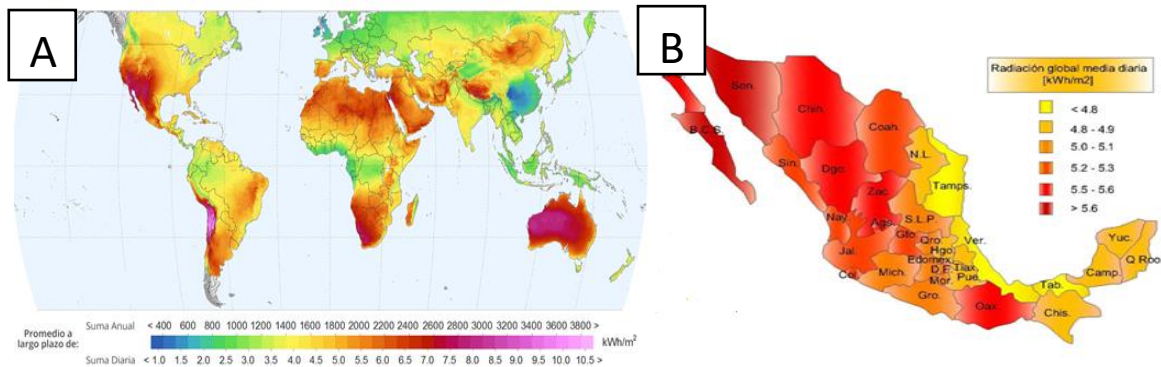 A
Promedio a
largo plazo de:
Suma Anual
< 400 600 800 1000 1200 1400 1600 1800 2000 2200 2400 2600 2800 3000 3200 3400 3600 3800 >
kWh/m²
Suma Diaria
< 1.0 1.5 2.0 2.5 3.0 3.5 4.0 4.5 5.0 5.5 6.0 6.5 7.0 7.5 8.0 8.5 9.0 9.5 10.0 10.5 >
B
Radiación global media diaria
[kWh/m2]
< 4.8
4.8 - 4.9
5.0 - 5.1
5.2 - 5.3
5.5 - 5.6
> 5.6
Son.
Chih.
B.C.S.
Coah.
Sin.
N.L.
Dgo.
Tamps.
Zac.
Nay.
Ags.
S.L.P.
Gto.
Qro.
Ver.
Hgo.
Jal.
Edomex.
Yuc.
Q Roo
Col.
Mich.
D.F.
Tlax.
Mor.
Pue.
Camp.
Tab.
Gro.
Oax.
Chis.